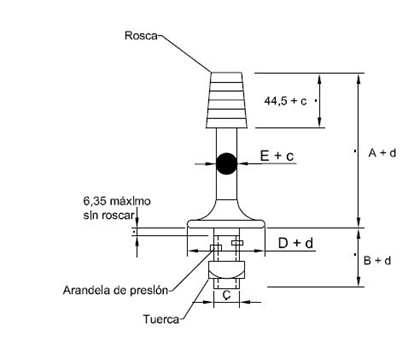 Rosca
44,5 + c
E + c
A + d
6,35 máximo
sin roscar
D + d
B + d
Arandela de presión
C
Tuerca